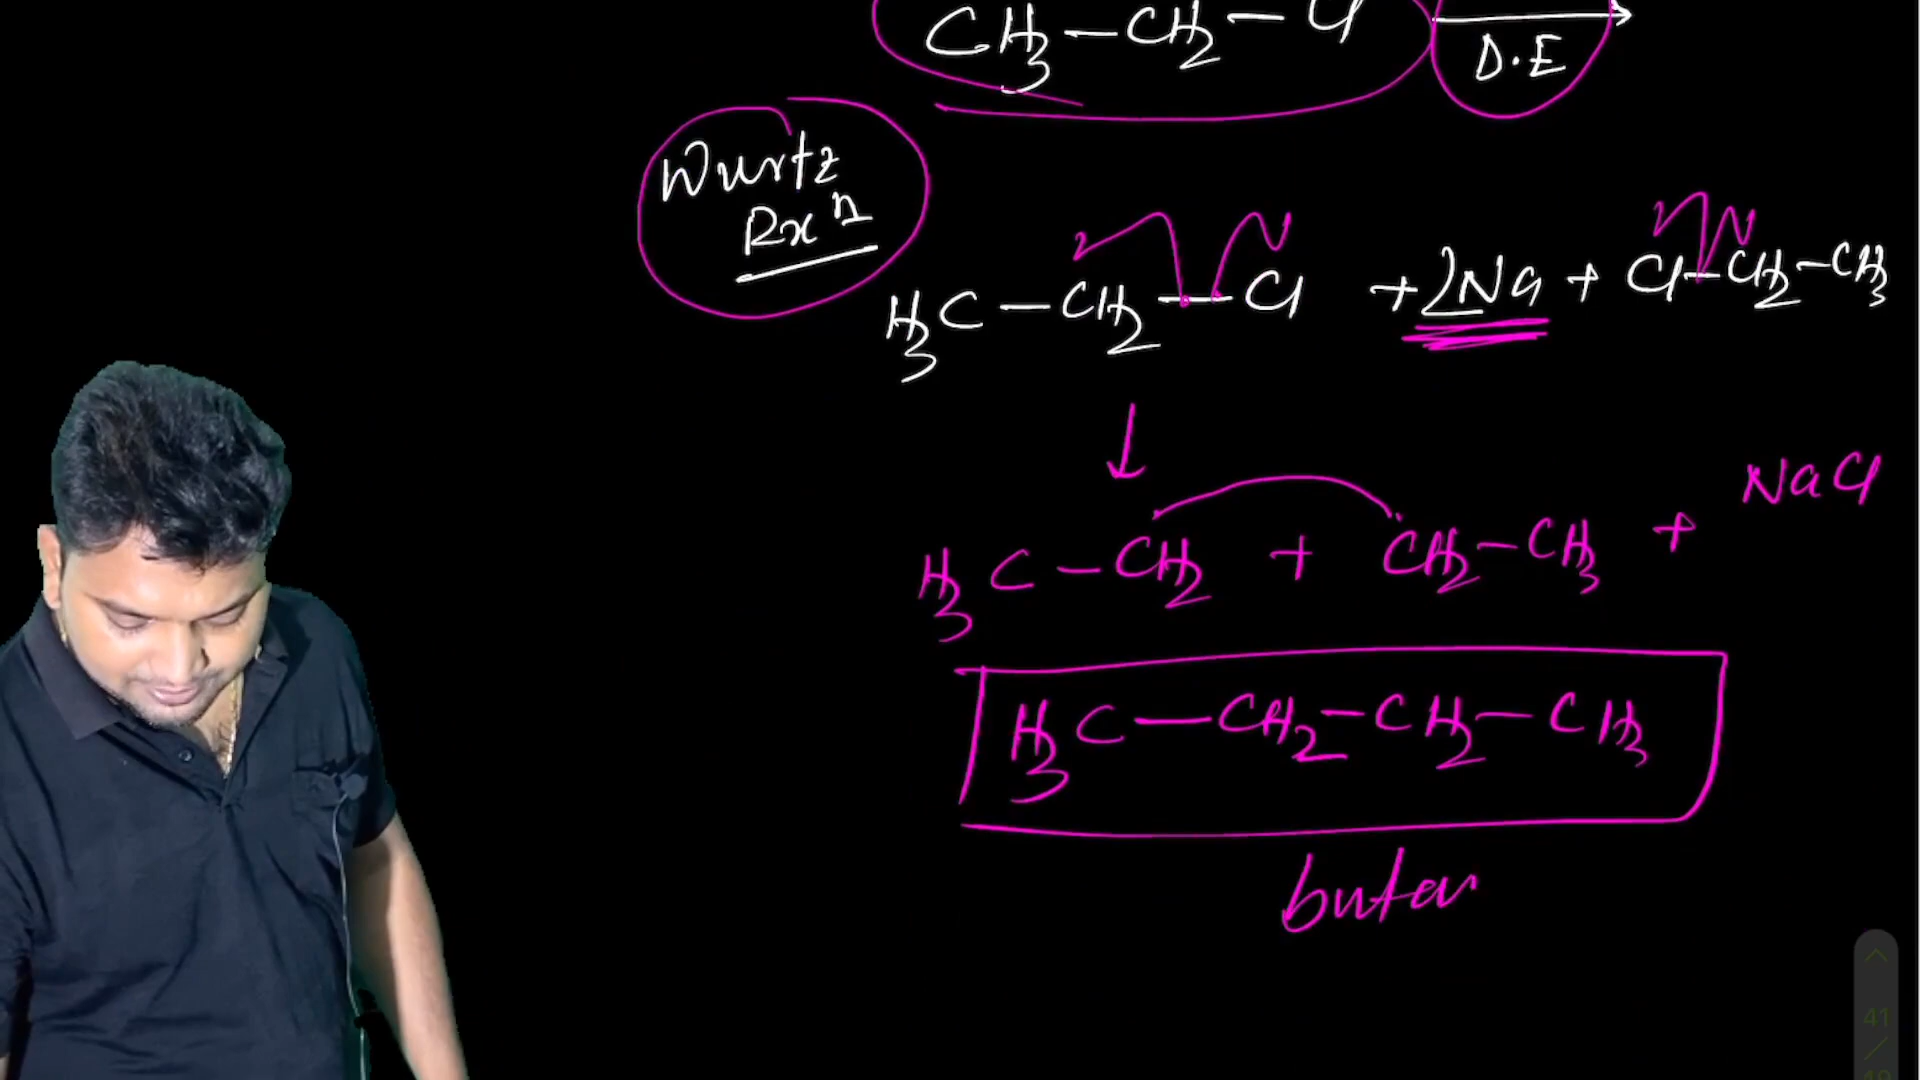 CH3—CH2—Cl
D.E
Wurtz
Rxn
H3C—CH2—Cl + 2Na + Cl—CH2—CH3
H3C—CH2 + CH2—CH3 + NaCl
H3C—CH2—CH2—CH3
41
/